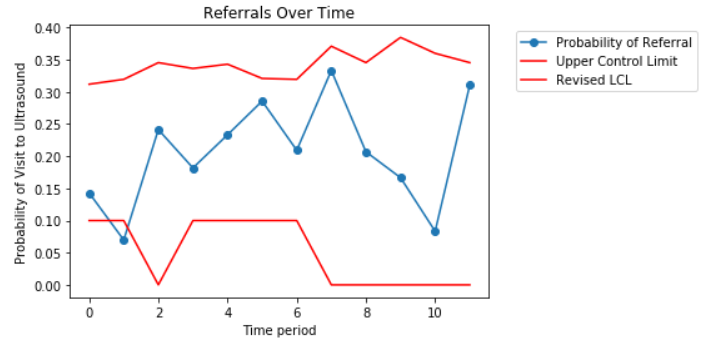 Referrals Over Time
Probability of Visit to Ultrasound
0.40
0.35
0.30
0.25
0.20
0.15
0.10
0.05
0.00
0 2 4 6 8 10
Time period
Probability of Referral
Upper Control Limit
Revised LCL